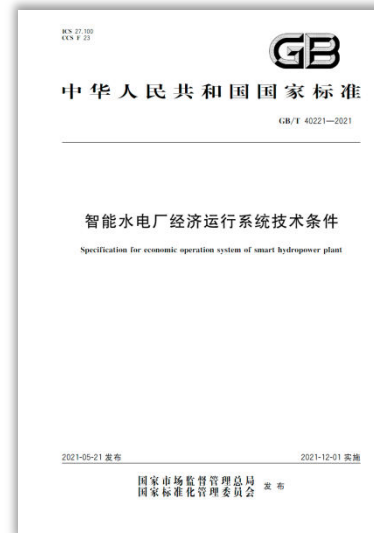 ICS 27.100
CCS F 23
GB
中华人民共和国国家标准
GB/T 40221—2021
智能水电厂经济运行系统技术条件
Specification for economic operation system of smart hydropower plant
2021-05-21 发布
2021-12-01 实施
国家市场监督管理总局
国家标准化管理委员会
发布